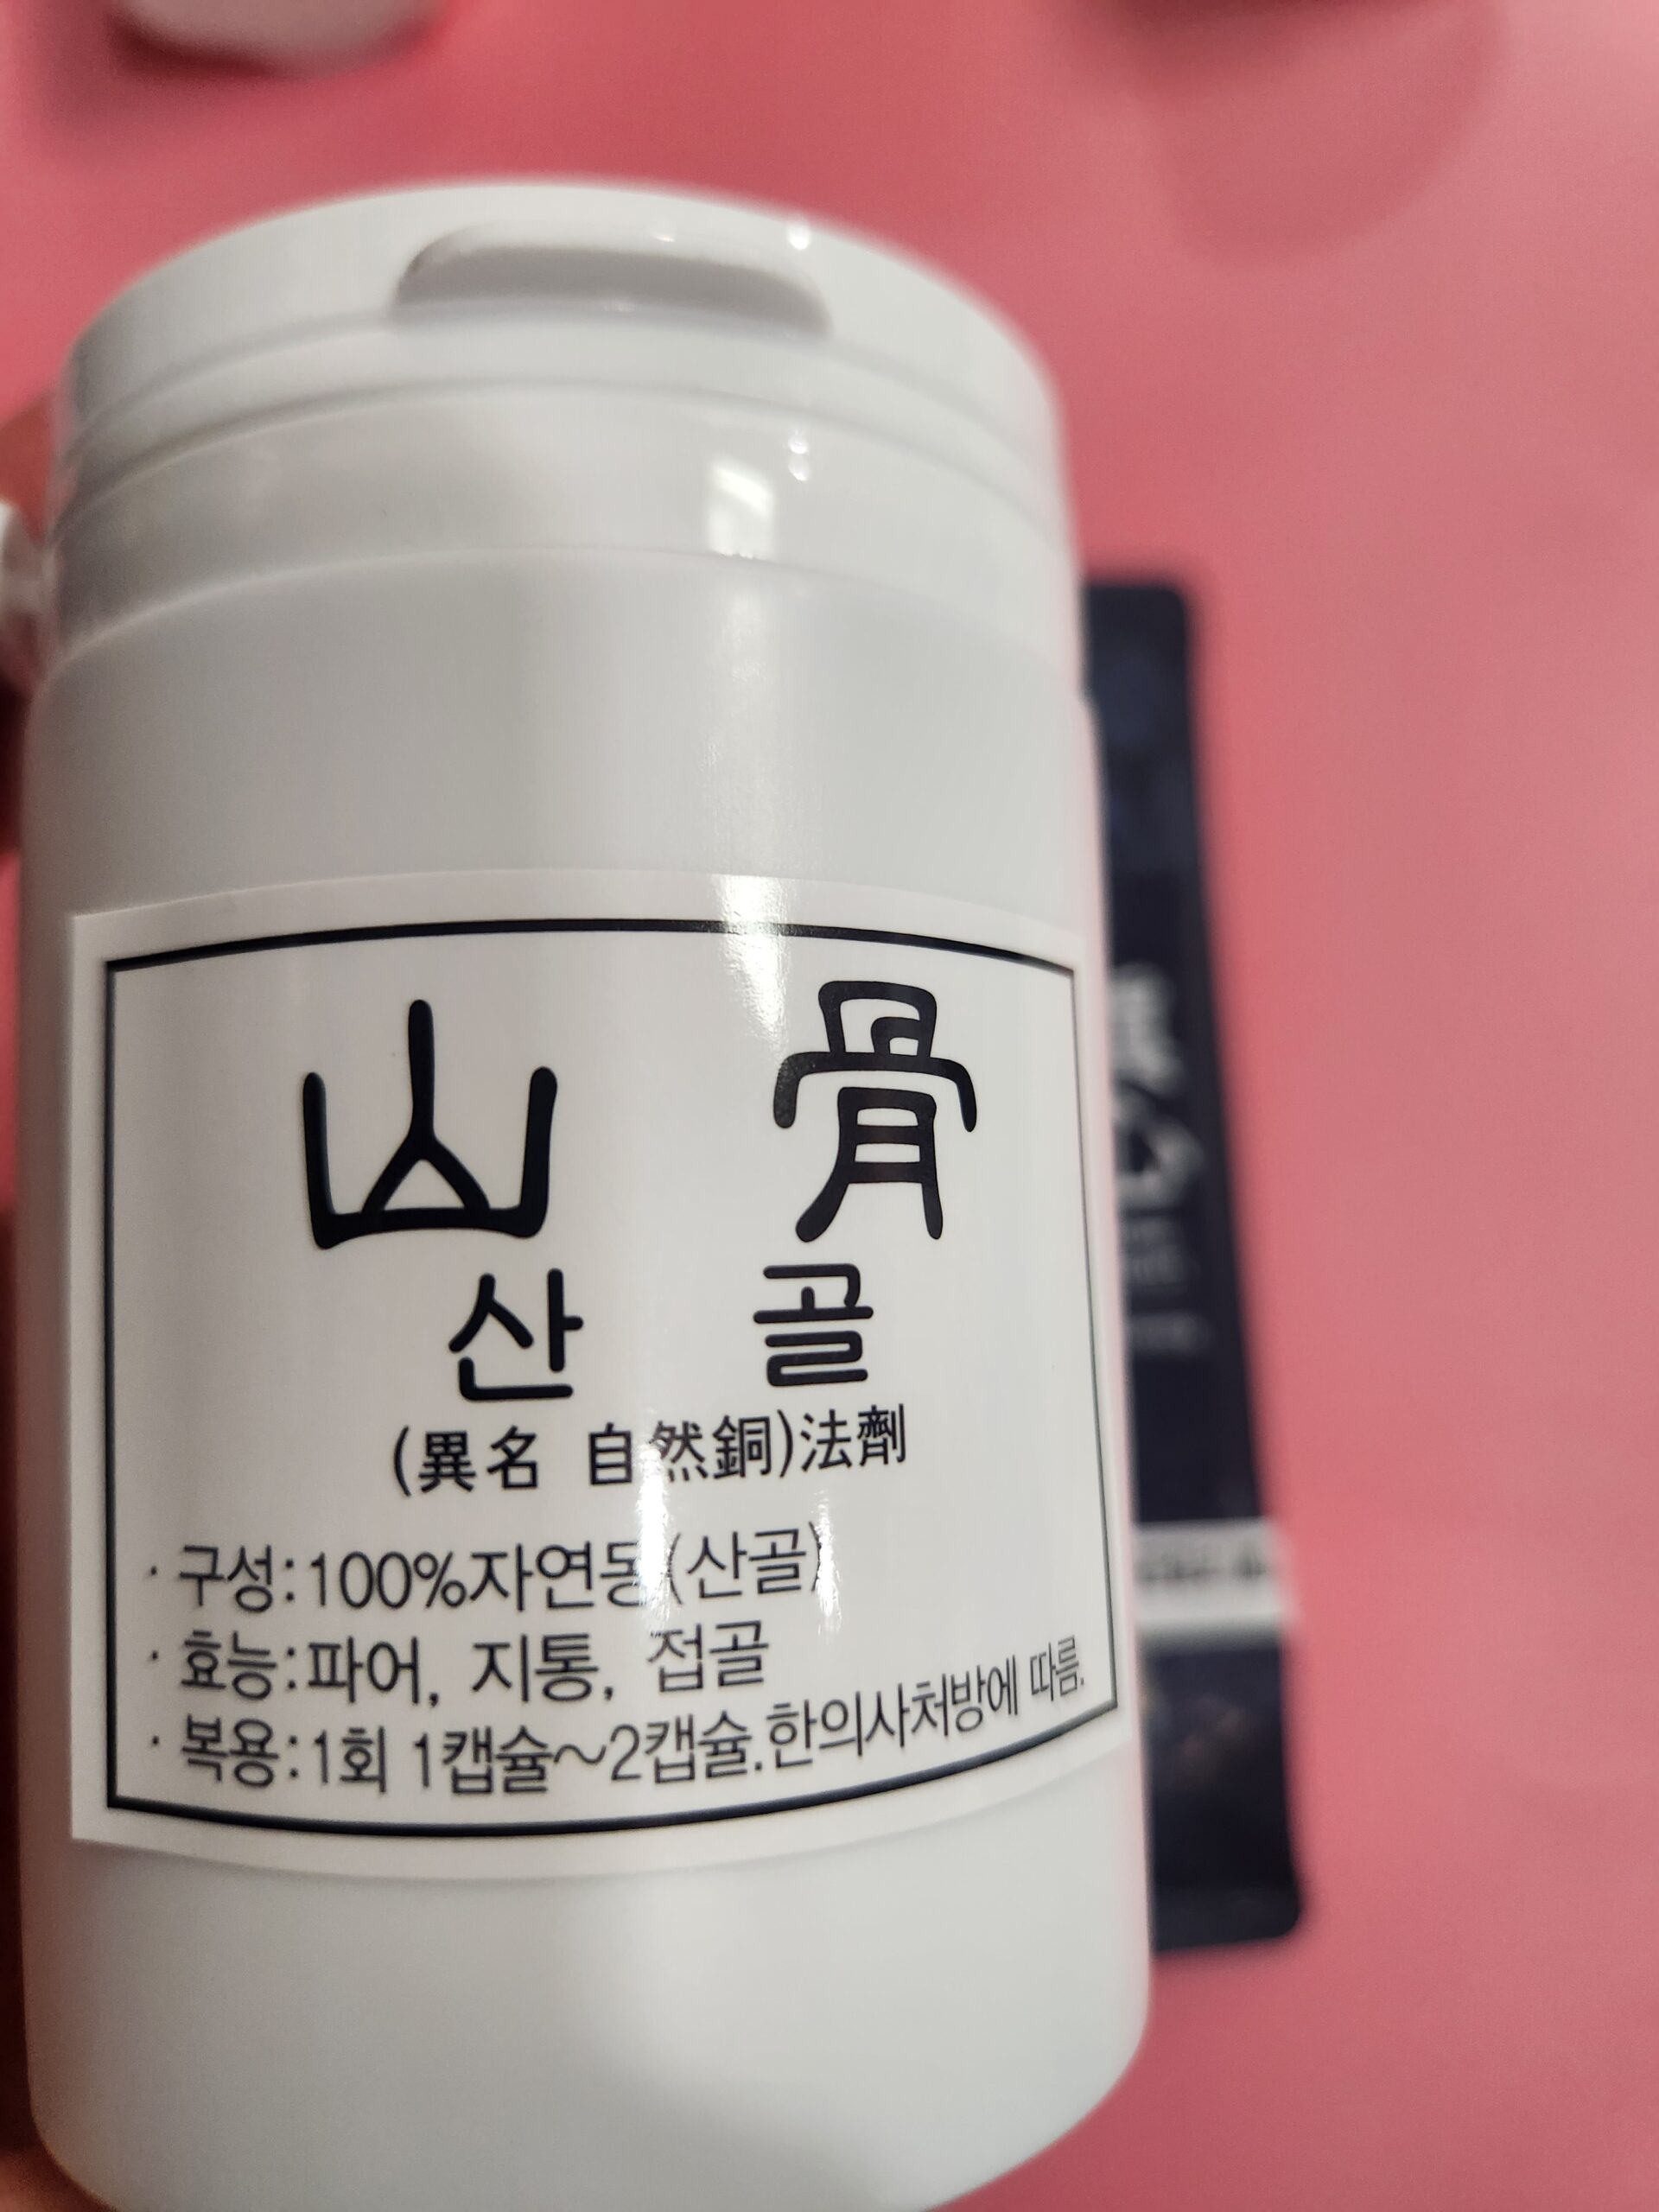 山 骨
산 골
(異名 自然銅)法劑
· 구성:100%자연동(산골)
· 효능:파어, 지통, 접골
· 복용:1회 1캡슐~2캡슐.한의사처방에 따름.